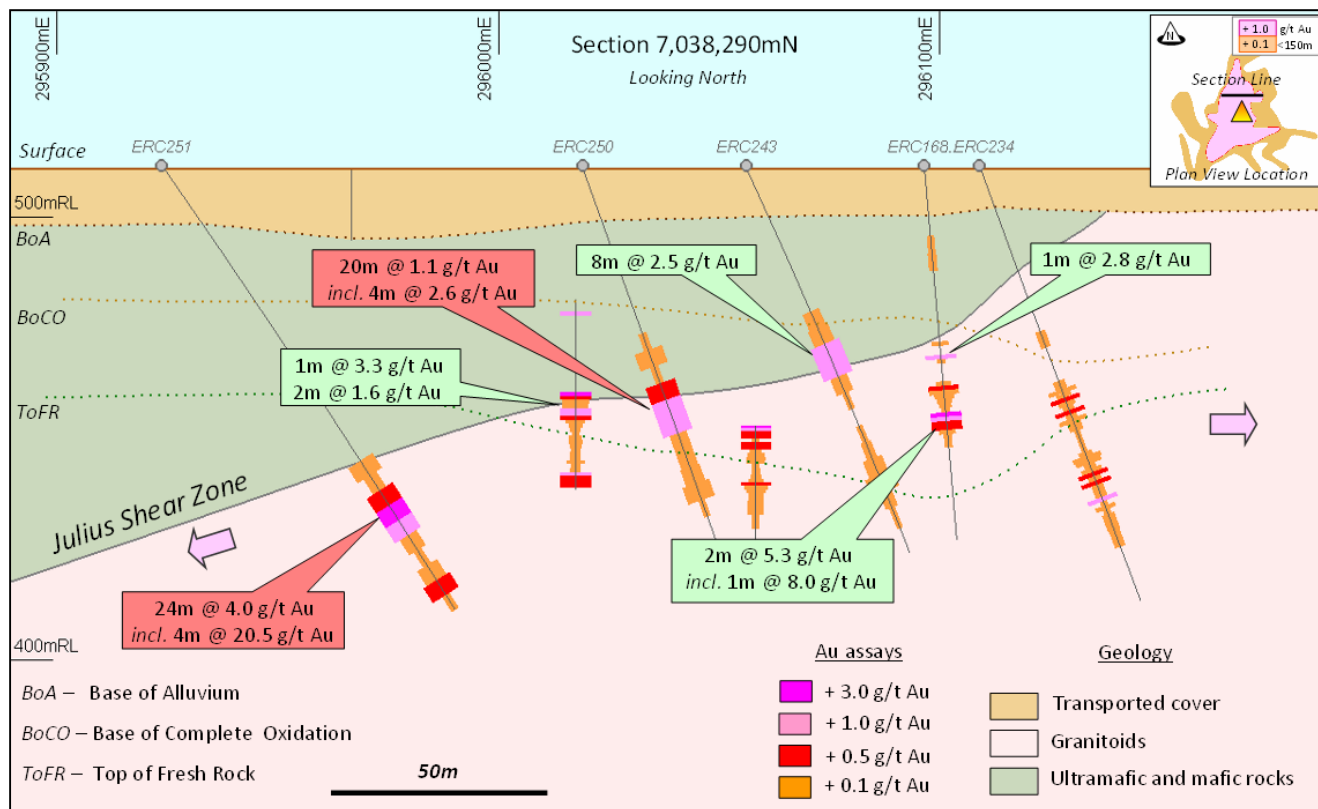 295900mE
296000mE
296100mE
Section 7,038,290mN
Looking North
N
+ 1.0 g/t Au
+ 0.1 <150m
Section Line
Plan View Location
Surface
ERC251
ERC250
ERC243
ERC168.ERC234
500mRL
BoA
20m @ 1.1 g/t Au
incl. 4m @ 2.6 g/t Au
8m @ 2.5 g/t Au
1m @ 2.8 g/t Au
BoCO
1m @ 3.3 g/t Au
2m @ 1.6 g/t Au
ToFR
Julius Shear Zone
2m @ 5.3 g/t Au
incl. 1m @ 8.0 g/t Au
24m @ 4.0 g/t Au
incl. 4m @ 20.5 g/t Au
400mRL
BoA – Base of Alluvium
BoCO – Base of Complete Oxidation
ToFR – Top of Fresh Rock
50m
Au assays
+ 3.0 g/t Au
+ 1.0 g/t Au
+ 0.5 g/t Au
+ 0.1 g/t Au
Geology
Transported cover
Granitoids
Ultramafic and mafic rocks